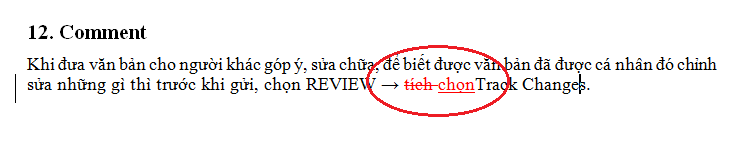 12. Comment
Khi đưa văn bản cho người khác góp ý, sửa chữa, để biết được văn bản đã được cá nhân đó chỉnh
sửa những gì thì trước khi gửi, chọn REVIEW → tích chọnTrack Changes.